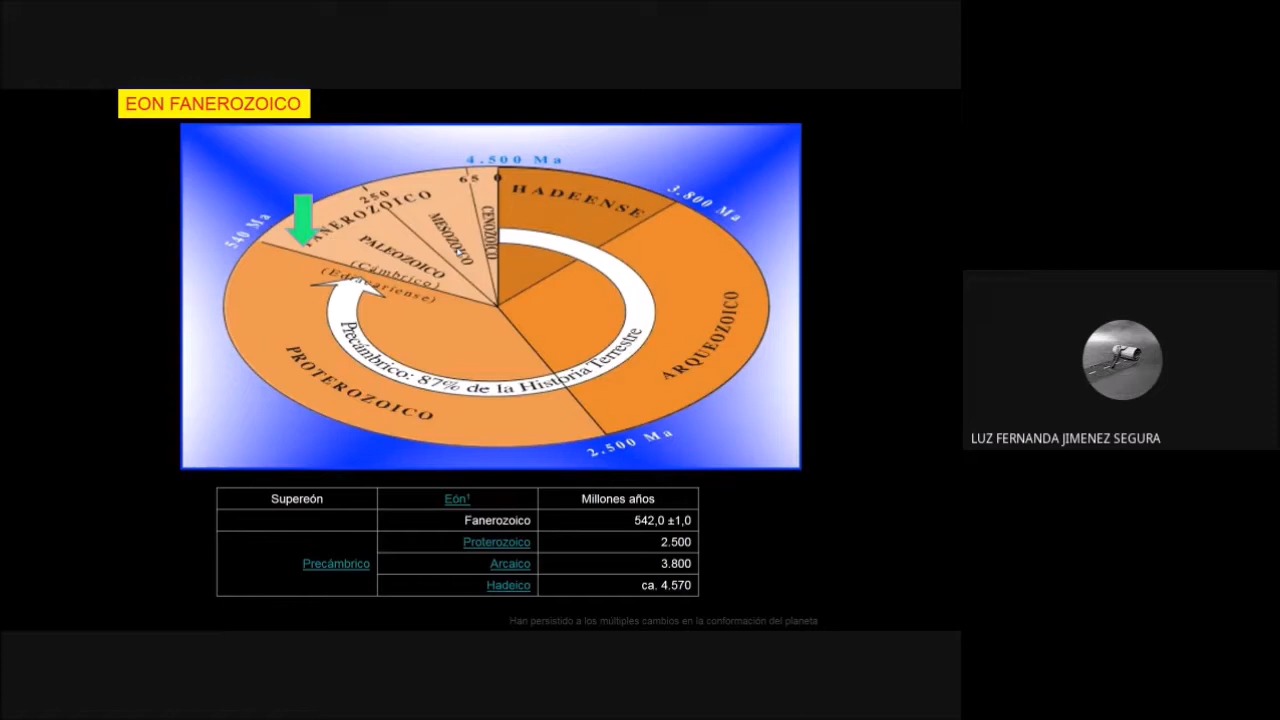 EON FANEROZOICO
4.500 Ma
3.800 Ma
540 Ma
250
65
0
HADEENSE
FANEROZOICO
CENOZOICO
MESOZOICO
PALEOZOICO
(Cámbrico)
(Ediacariense)
ARQUEOZOICO
PROTEROZOICO
Precámbrico: 87% de la Historia Terrestre
2.500 Ma
LUZ FERNANDA JIMENEZ SEGURA
Supereón Eón¹ Millones años
Fanerozoico 542,0 ±1,0
Proterozoico 2.500
Precámbrico Arcaico 3.800
Hadeico ca. 4.570
Han persistido a los múltiples cambios en la conformación del planeta